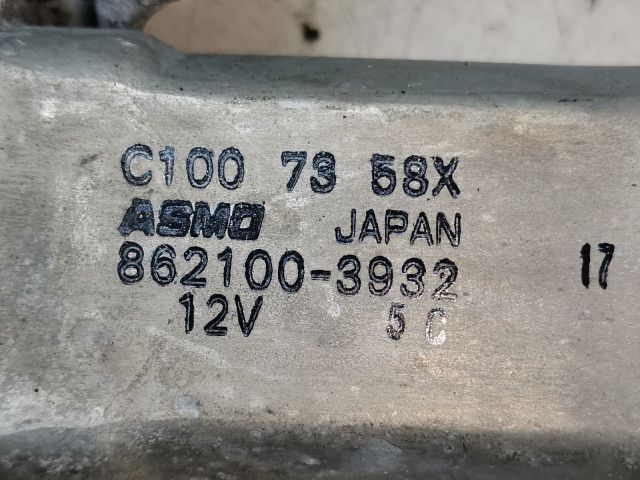 C100 73 58X
ASMO JAPAN
862100-3932
17
12V 5C